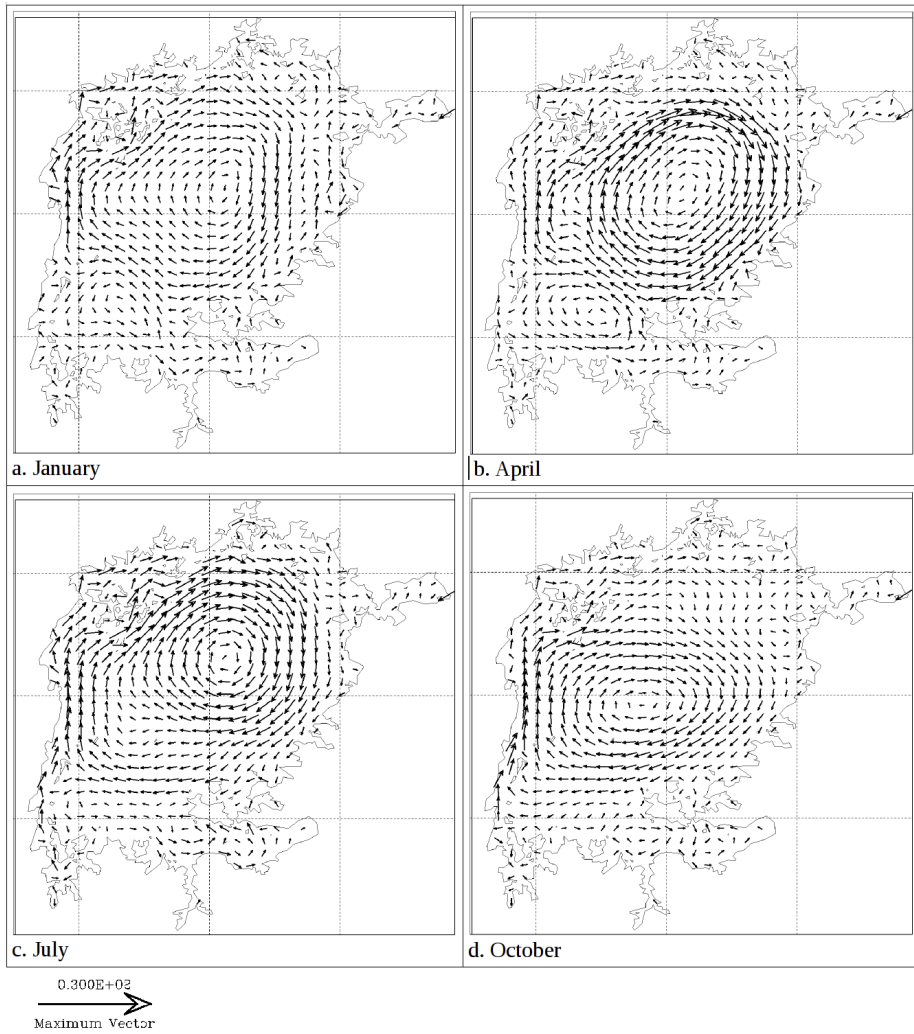 a. January
b. April
c. July
d. October
0.300E+02
Maximum Vector